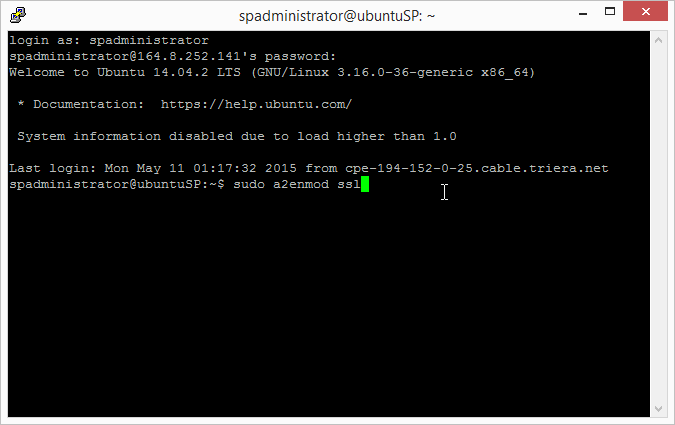 spadministrator@ubuntuSP: ~
login as: spadministrator
spadministrator@164.8.252.141's password:
Welcome to Ubuntu 14.04.2 LTS (GNU/Linux 3.16.0-36-generic x86_64)
* Documentation:  https://help.ubuntu.com/
System information disabled due to load higher than 1.0
Last login: Mon May 11 01:17:32 2015 from cpe-194-152-0-25.cable.triera.net
spadministrator@ubuntuSP:~$ sudo a2enmod ssl